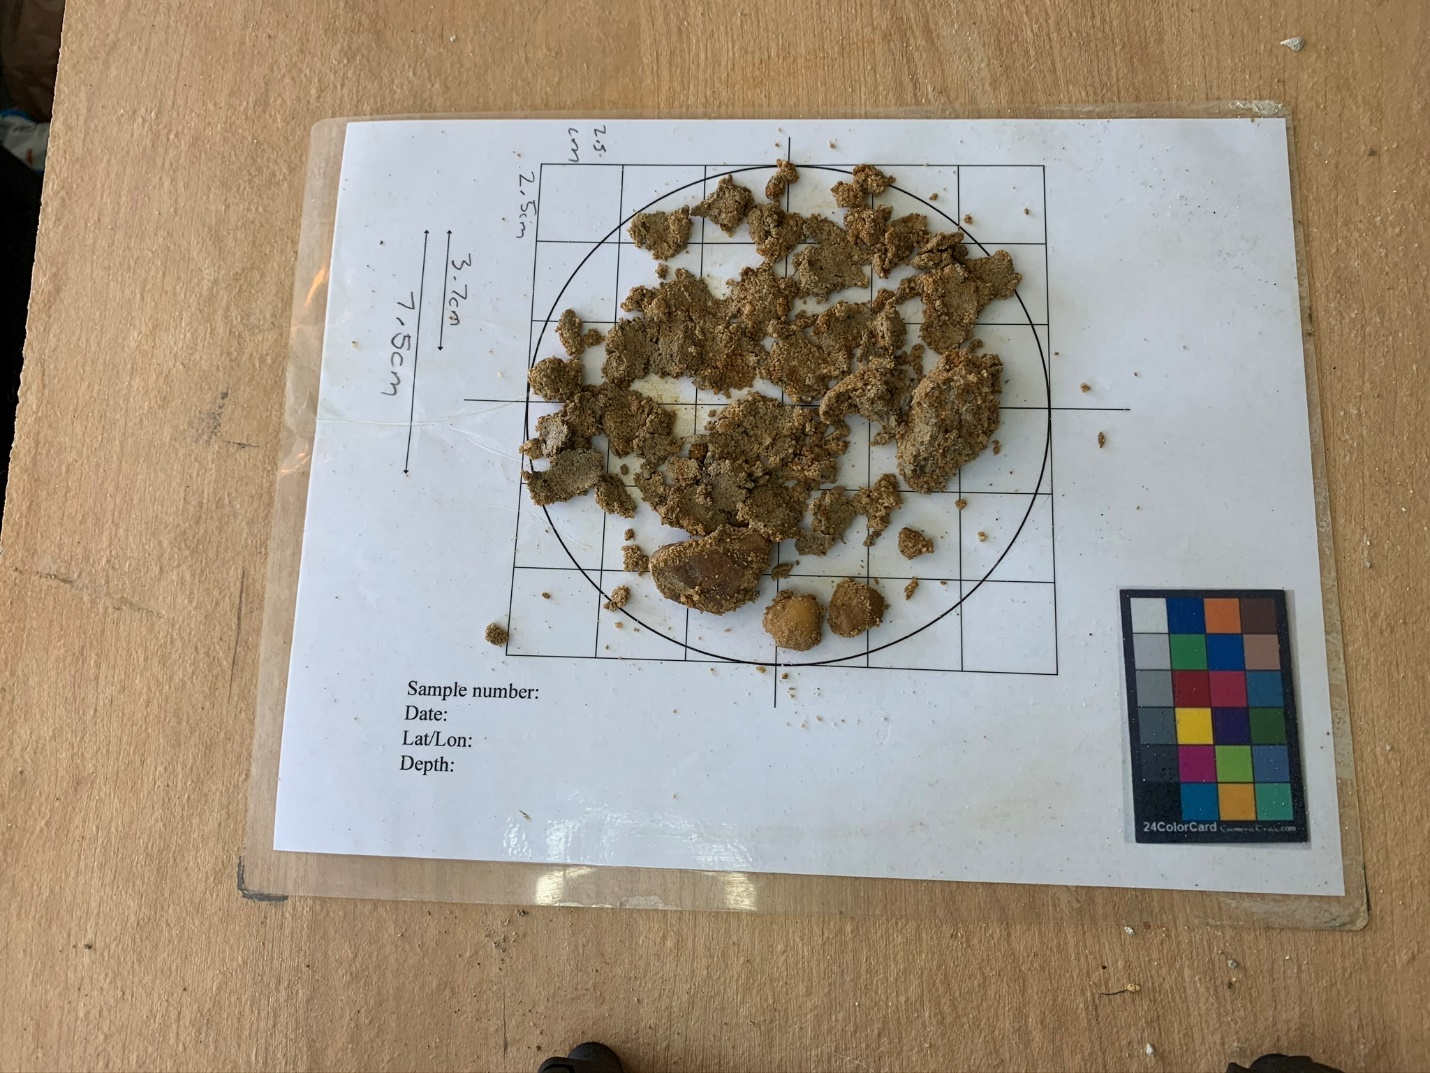 2.5
cm
2.5cm
3.7cm
7.5cm
Sample number:
Date:
Lat/Lon:
Depth:
24ColorCard